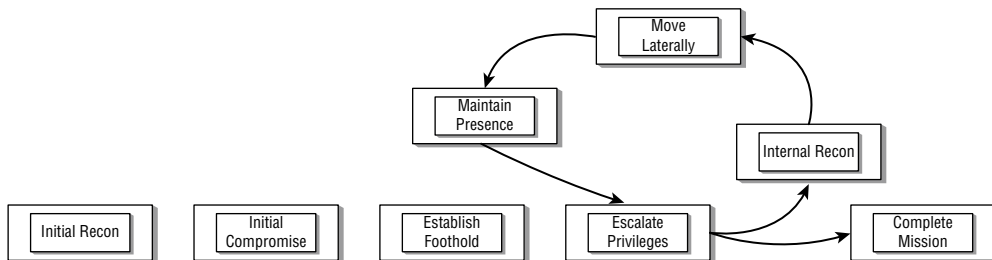 Move
Laterally
Maintain
Presence
Internal Recon
Initial Recon
Initial
Compromise
Establish
Foothold
Escalate
Privileges
Complete
Mission